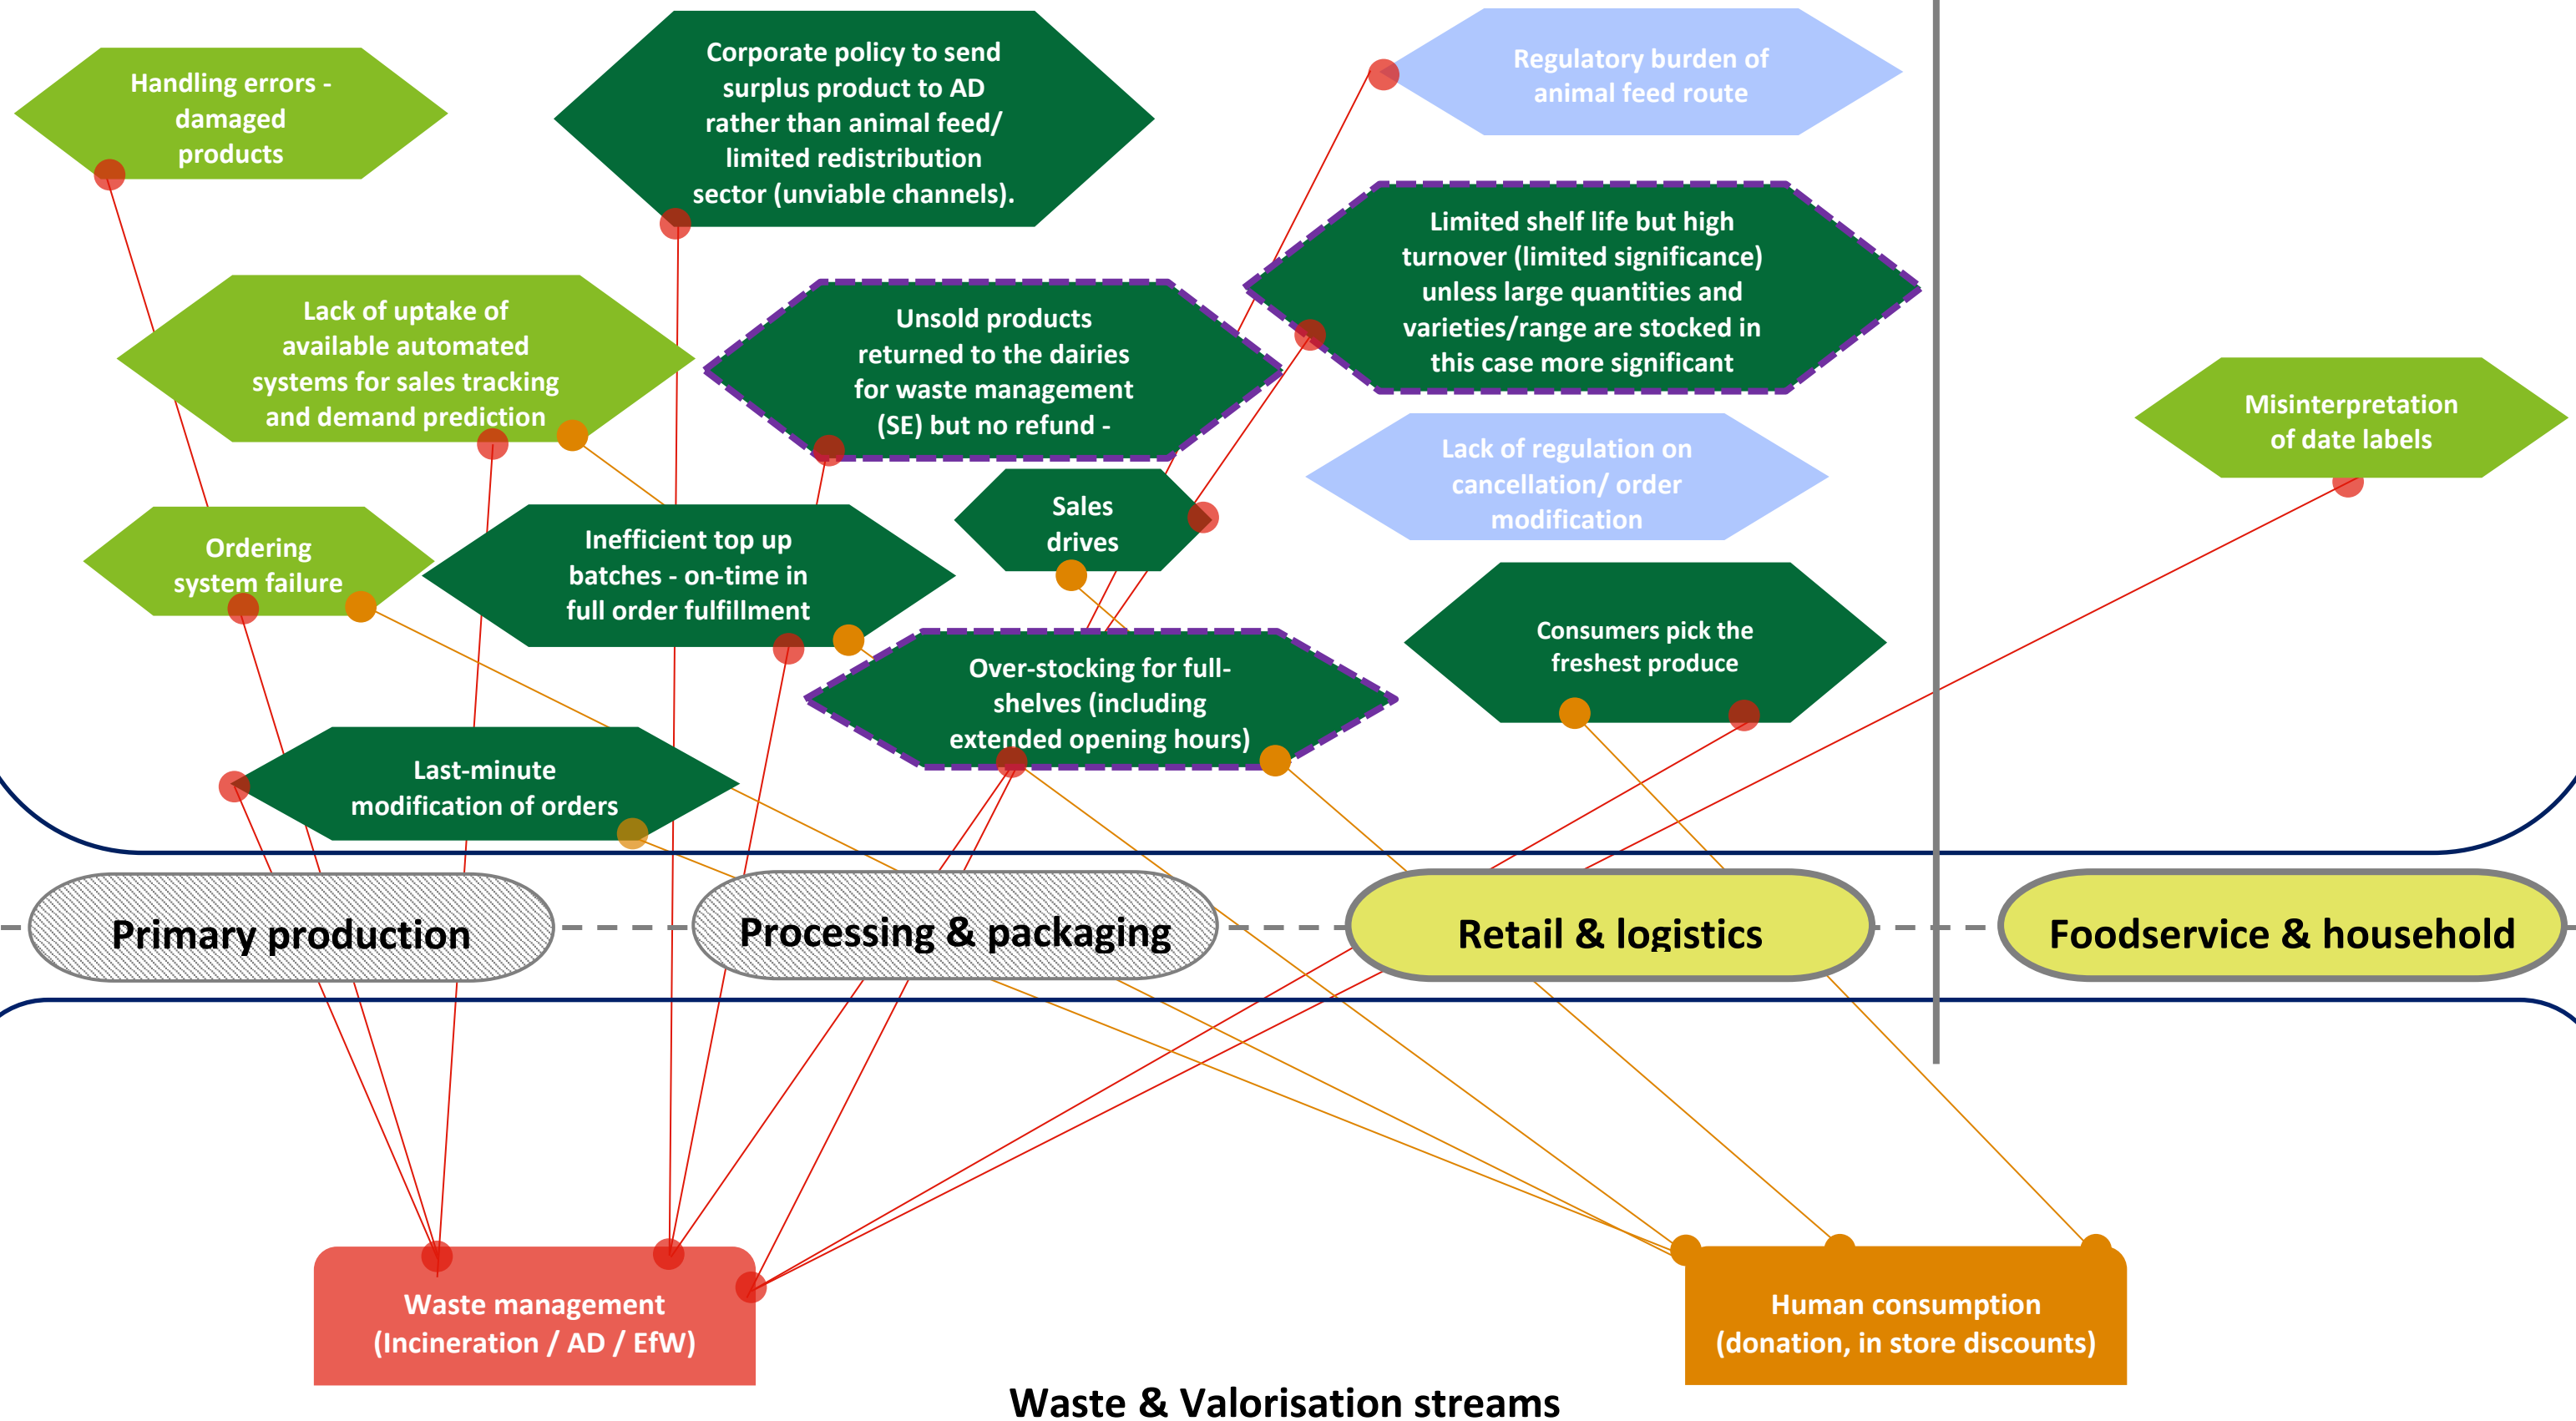 Handling errors -
damaged
products
Corporate policy to send
surplus product to AD
rather than animal feed/
limited redistribution
sector (unviable channels).
Regulatory burden of
animal feed route
Limited shelf life but high
turnover (limited significance)
unless large quantities and
varieties/range are stocked in
this case more significant
Lack of uptake of
available automated
systems for sales tracking
and demand prediction
Unsold products
returned to the dairies
for waste management
(SE) but no refund -
Misinterpretation
of date labels
Lack of regulation on
cancellation/ order
modification
Sales
drives
Ordering
system failure
Inefficient top up
batches - on-time in
full order fulfillment
Consumers pick the
freshest produce
Over-stocking for full-
shelves (including
extended opening hours)
Last-minute
modification of orders
Primary production
Processing & packaging
Retail & logistics
Foodservice & household
Waste management
(Incineration / AD / EfW)
Human consumption
(donation, in store discounts)
Waste & Valorisation streams